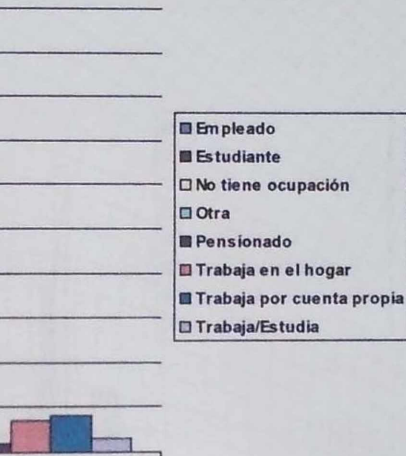 Empleado
Estudiante
No tiene ocupación
Otra
Pensionado
Trabaja en el hogar
Trabaja por cuenta propia
Trabaja/Estudia